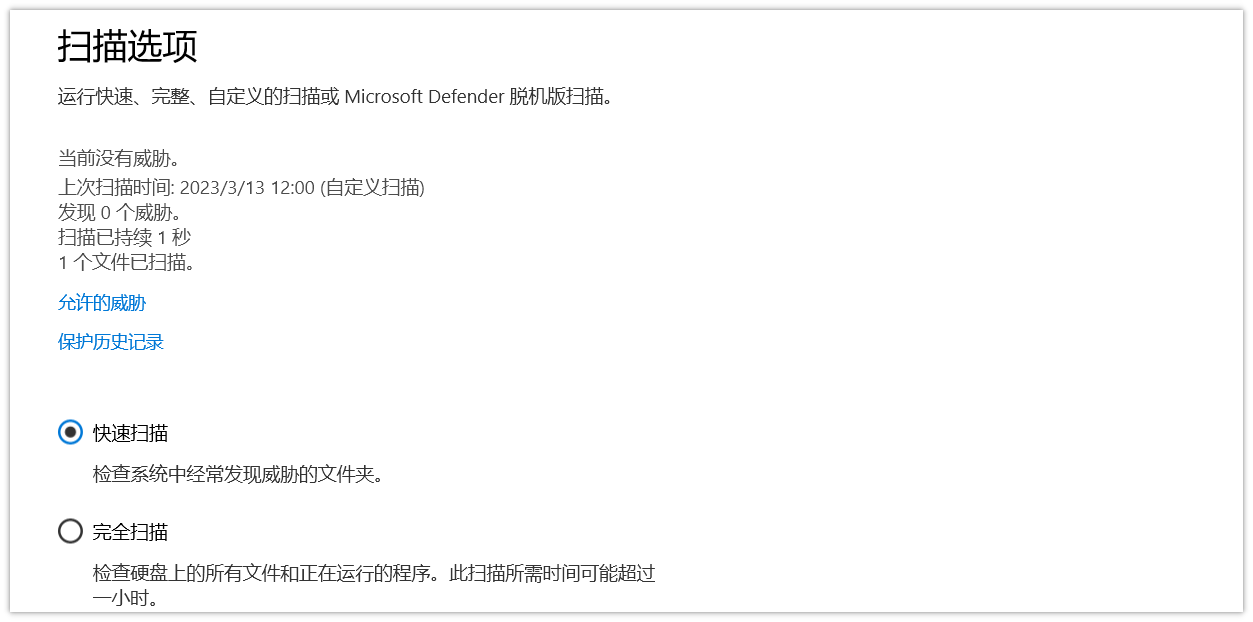 扫描选项
运行快速、完整、自定义的扫描或 Microsoft Defender 脱机版扫描。
当前没有威胁。
上次扫描时间: 2023/3/13 12:00 (自定义扫描)
发现 0 个威胁。
扫描已持续 1 秒
1 个文件已扫描。
允许的威胁
保护历史记录
快速扫描
检查系统中经常发现威胁的文件夹。
完全扫描
检查硬盘上的所有文件和正在运行的程序。此扫描所需时间可能超过
一小时。